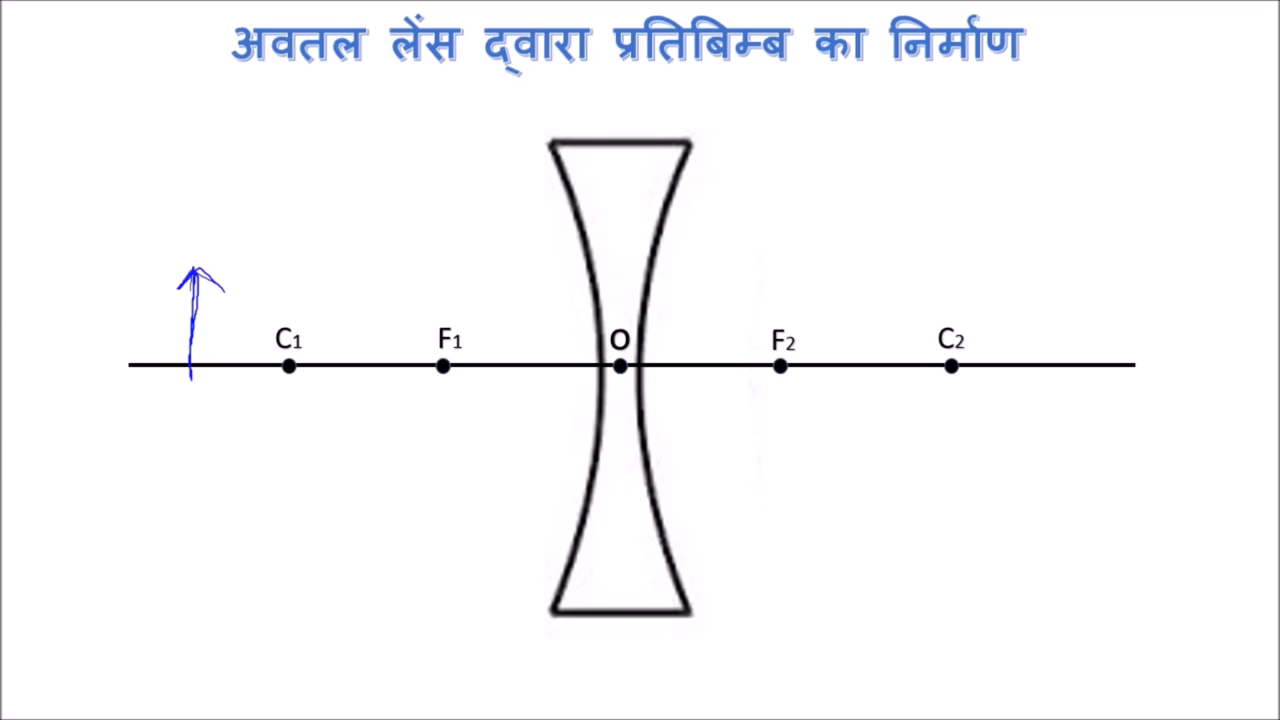 अवतल लेंस द्वारा प्रतिबिम्ब का निर्माण
C1 F1 O F2 C2